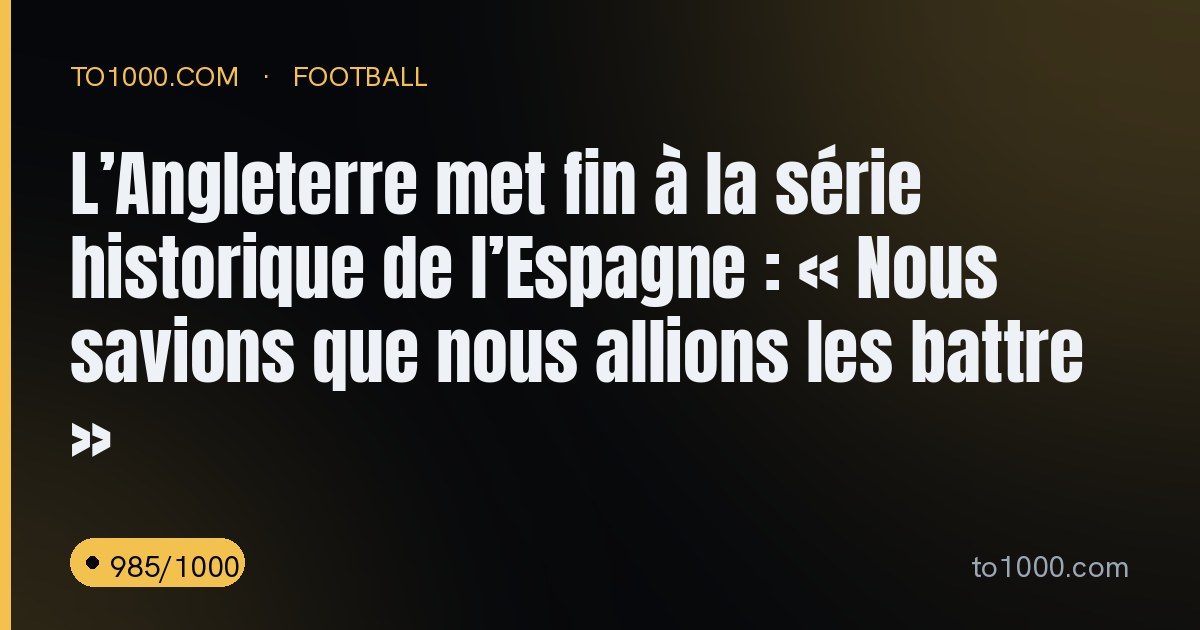 TO1000.COM · FOOTBALL
L’Angleterre met fin à la série
historique de l’Espagne : « Nous
savions que nous allions les battre
»
985/1000
to1000.com